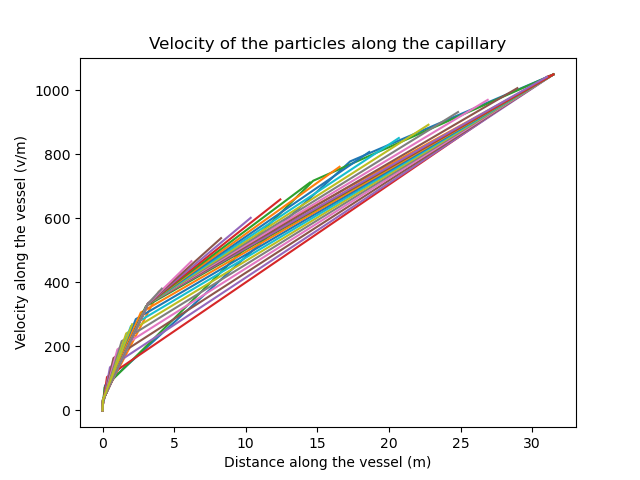 Velocity of the particles along the capillary
1000
800
600
400
200
0
Velocity along the vessel (v/m)
0 5 10 15 20 25 30
Distance along the vessel (m)